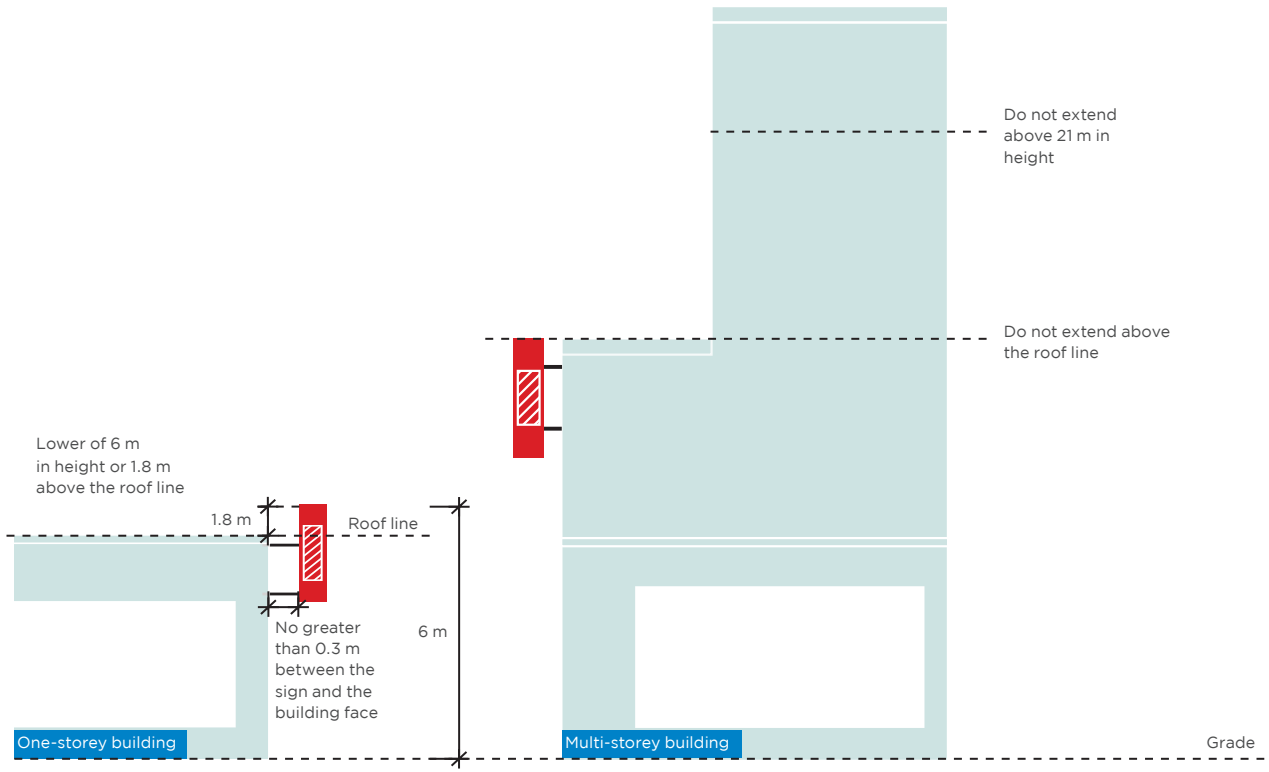 Do not extend
above 21 m in
height
Do not extend above
the roof line
Lower of 6 m
in height or 1.8 m
above the roof line
1.8 m
Roof line
No greater
than 0.3 m
between the
sign and the
building face
6 m
One-storey building
Multi-storey building
Grade